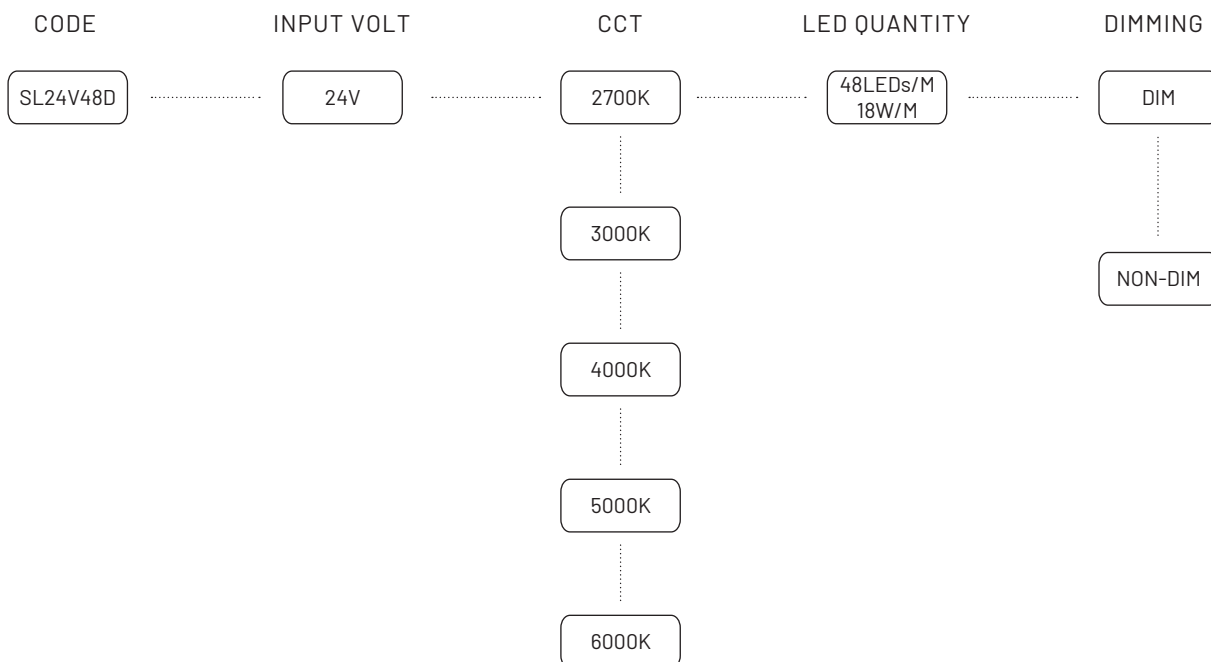 CODE INPUT VOLT CCT LED QUANTITY DIMMING
SL24V48D 24V 2700K 48LEDs/M DIM
18W/M
3000K
NON-DIM
4000K
5000K
6000K